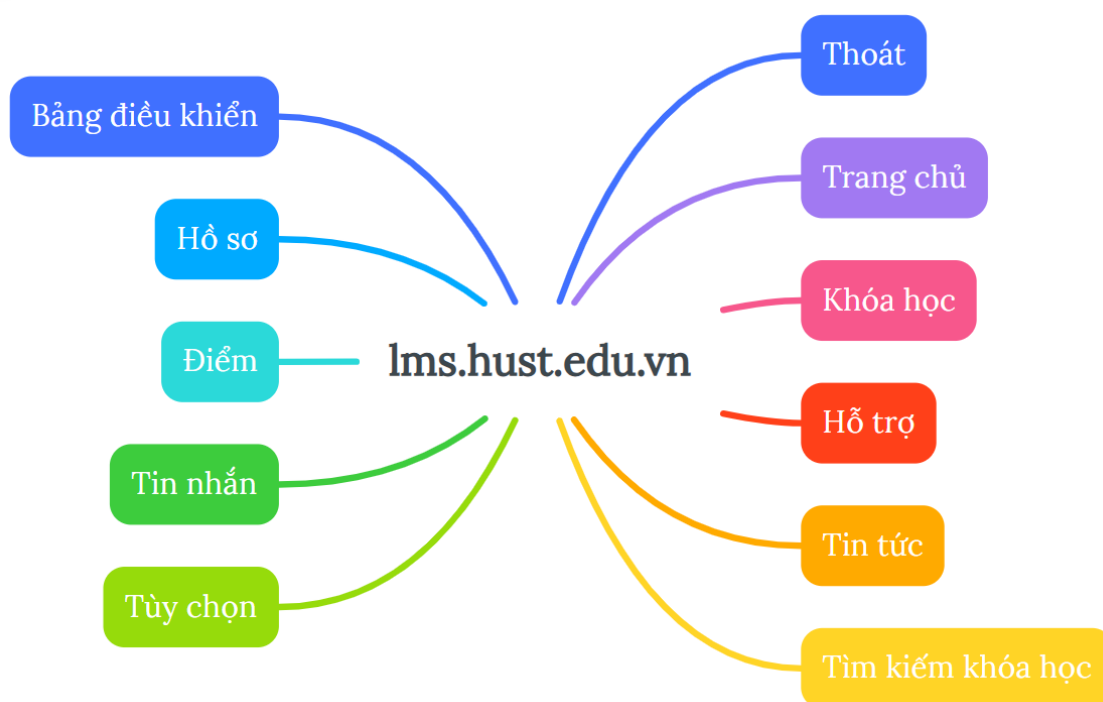 Thoát
Bảng điều khiển
Trang chủ
Hồ sơ
Khóa học
lms.hust.edu.vn
Điểm
Hỗ trợ
Tin nhắn
Tin tức
Tùy chọn
Tìm kiếm khóa học